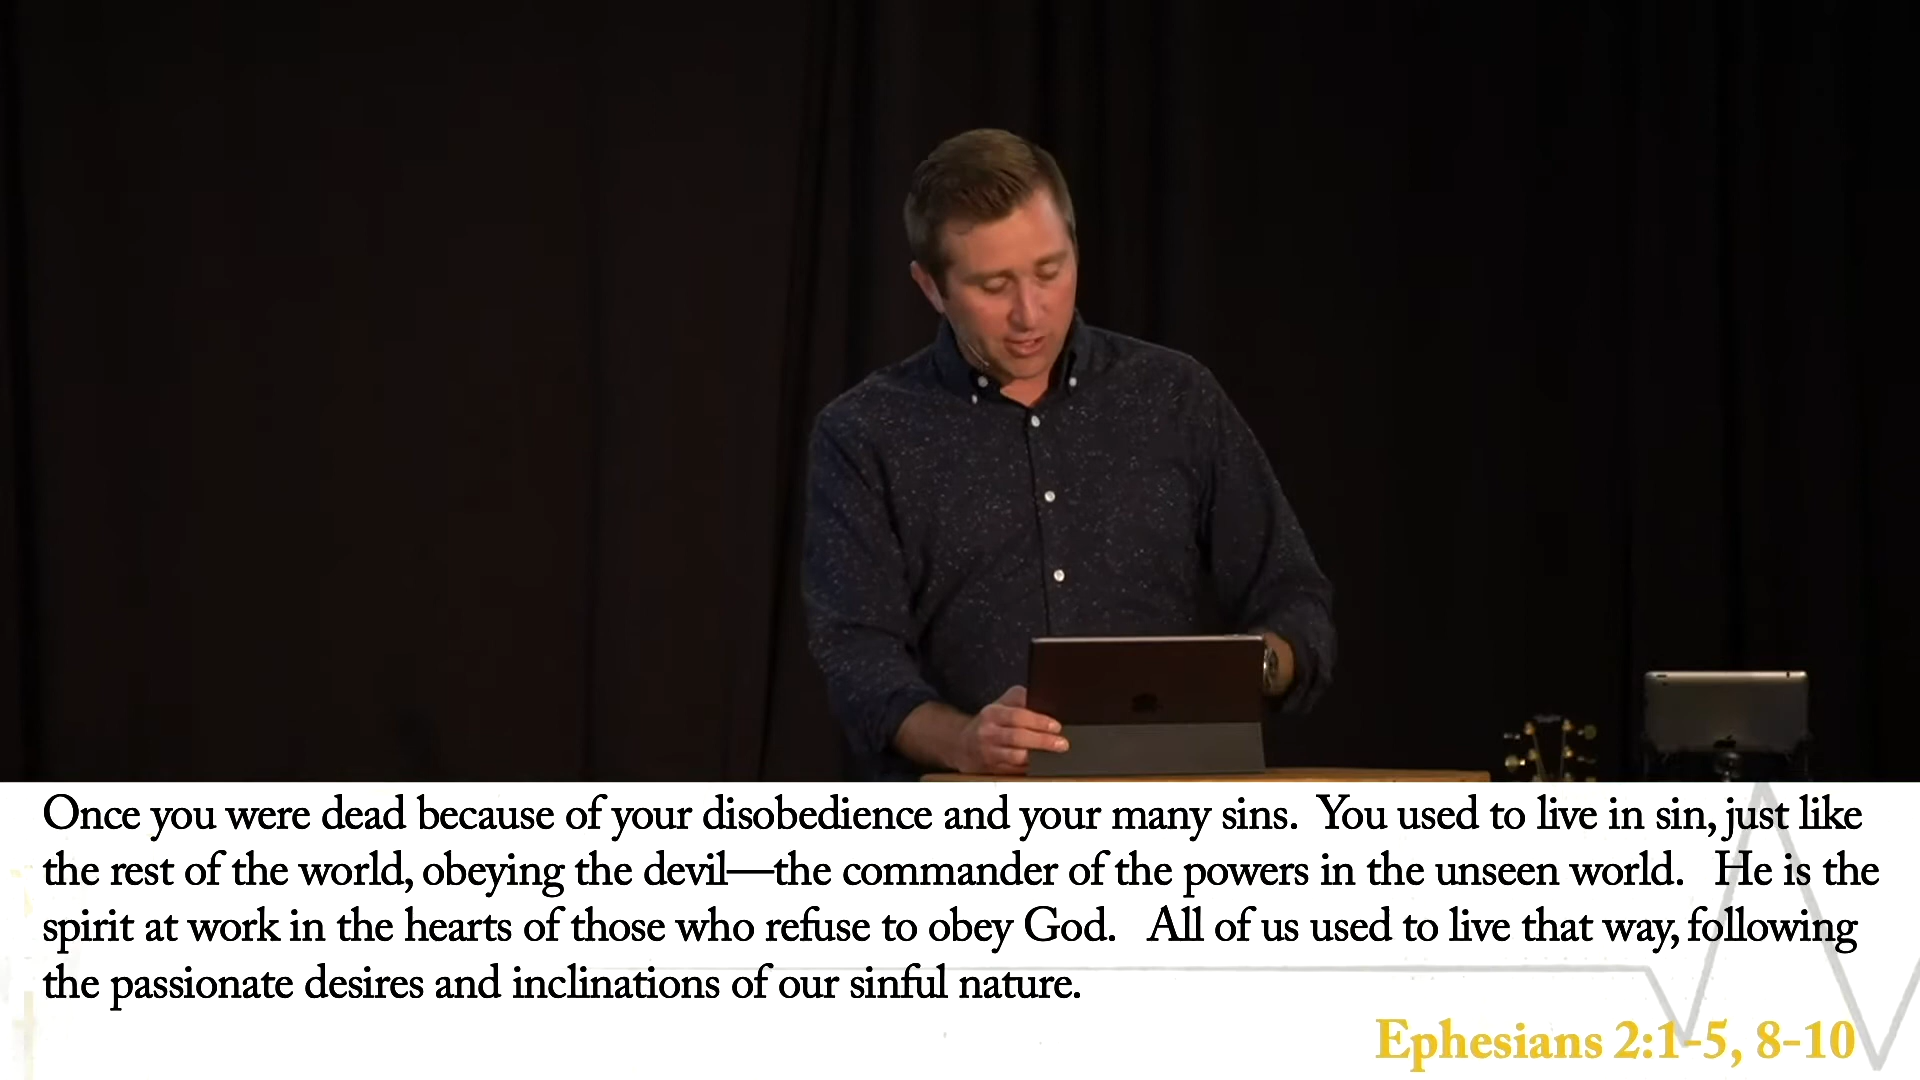 Once you were dead because of your disobedience and your many sins. You used to live in sin, just like
the rest of the world, obeying the devil—the commander of the powers in the unseen world. He is the
spirit at work in the hearts of those who refuse to obey God. All of us used to live that way, following
the passionate desires and inclinations of our sinful nature.
Ephesians 2:1-5, 8-10